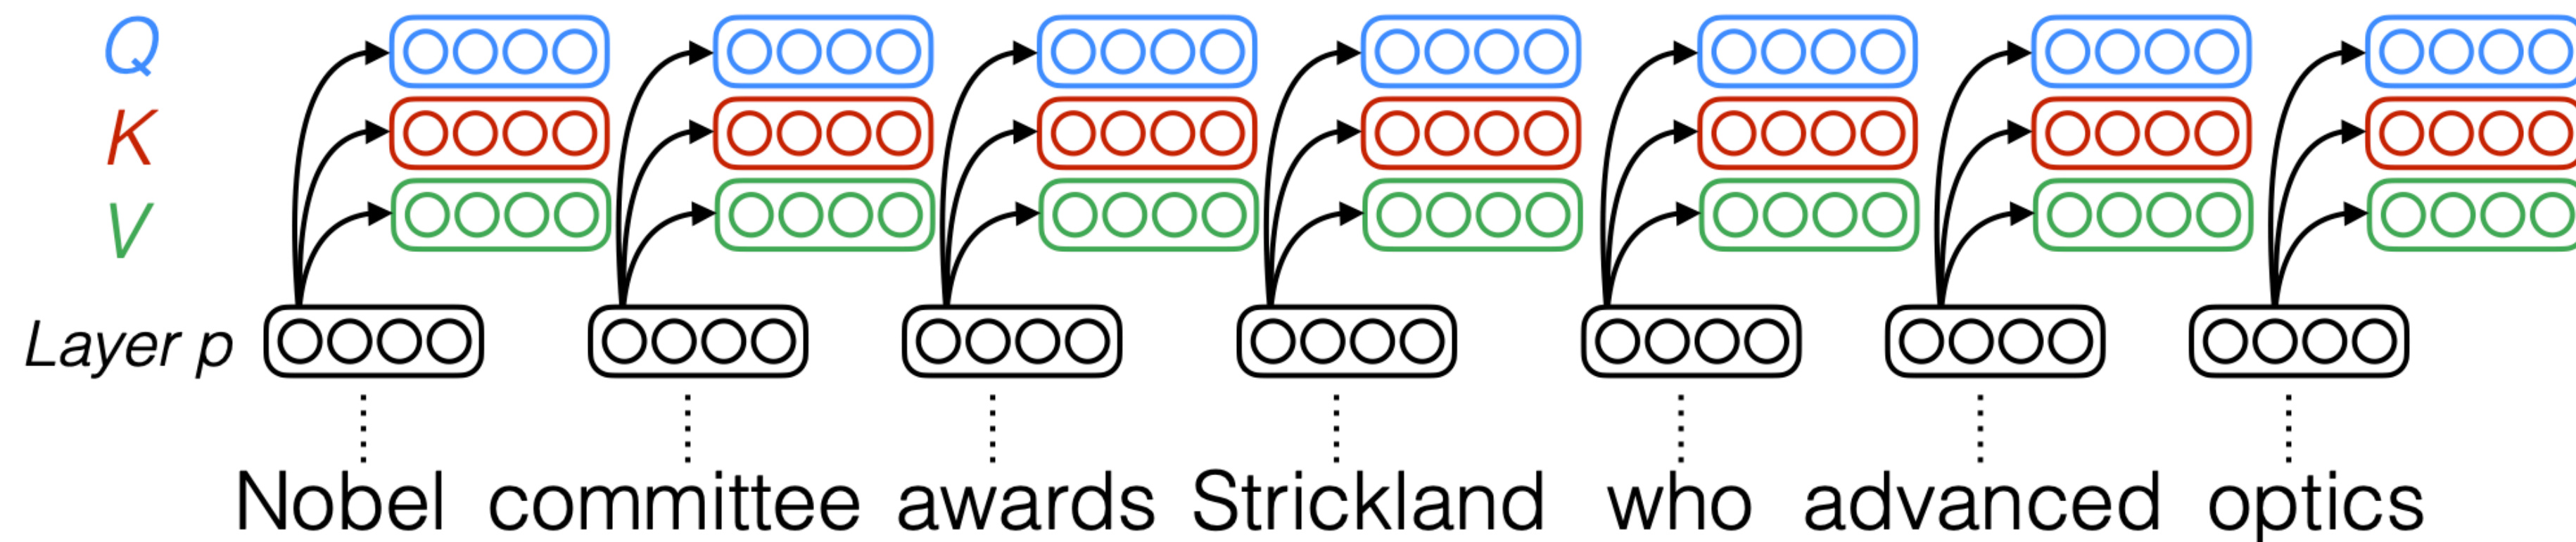 Q
K
V
Layer p
Nobel committee awards Strickland who advanced optics